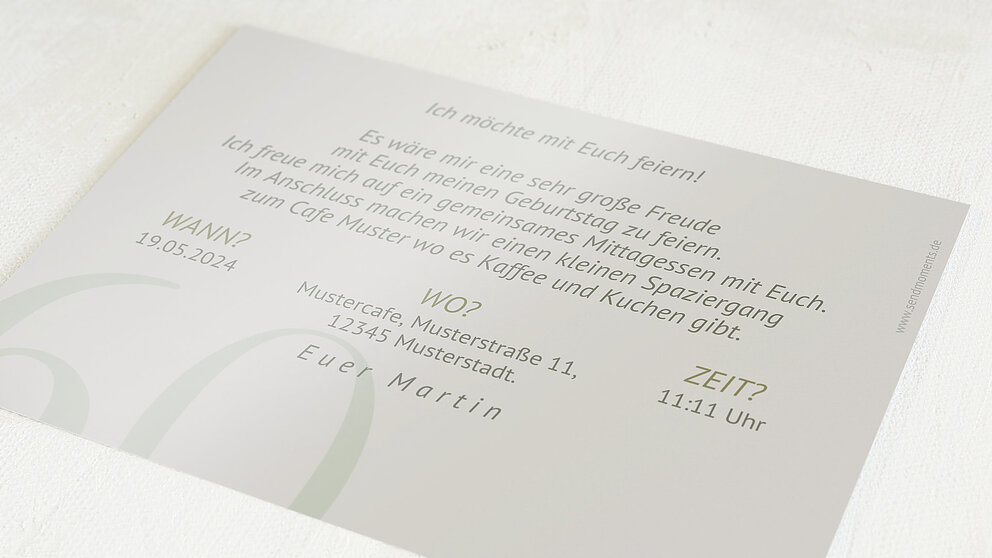 Ich möchte mit Euch feiern!
Es wäre mir eine sehr große Freude
mit Euch meinen Geburtstag zu feiern.
Ich freue mich auf ein gemeinsames Mittagessen mit Euch.
Im Anschluss machen wir einen kleinen Spaziergang
zum Cafe Muster wo es Kaffee und Kuchen gibt.
WANN?
19.05.2024
WO?
Mustercafe, Musterstraße 11,
12345 Musterstadt.
ZEIT?
11:11 Uhr
Euer Martin
60
www.sendmoments.de